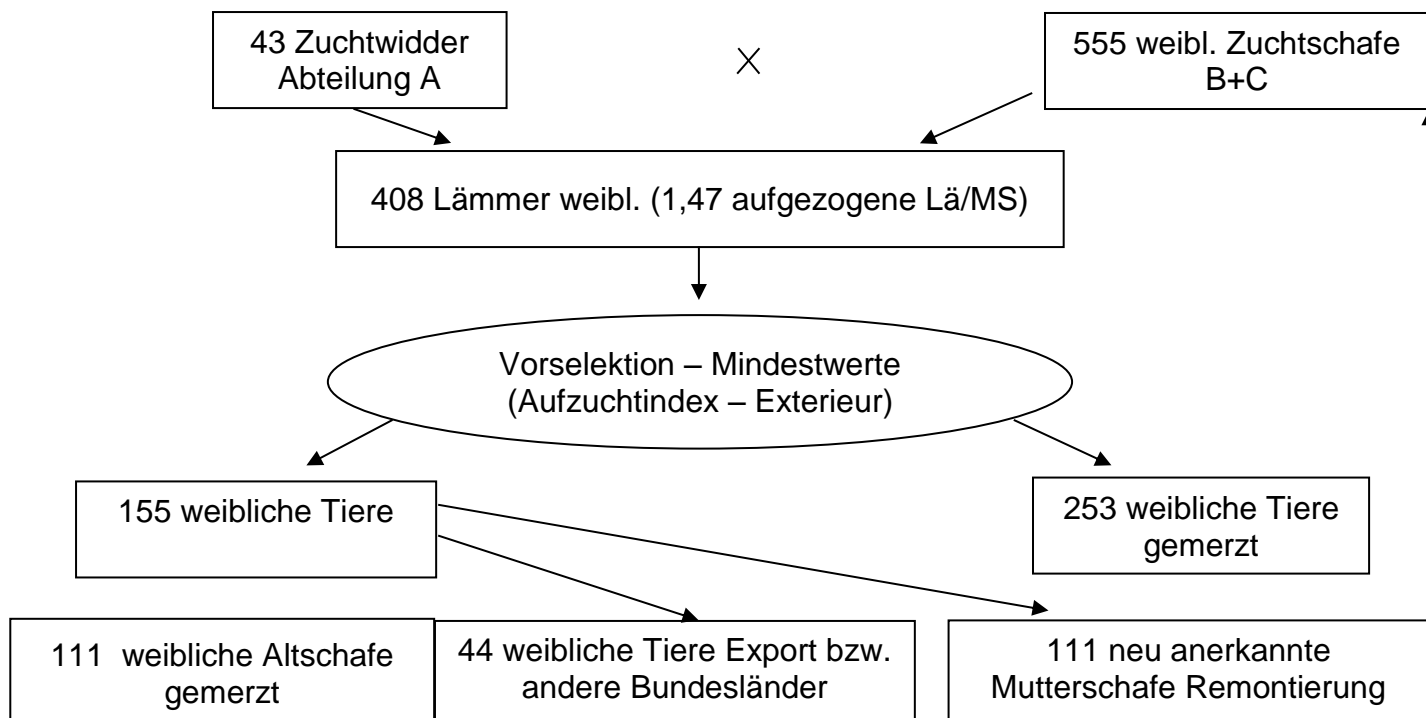 43 Zuchtwidder
Abteilung A
555 weibl. Zuchtschafe
B+C
408 Lämmer weibl. (1,47 aufgezogene Lä/MS)
Vorselektion – Mindestwerte
(Aufzuchtindex – Exterieur)
155 weibliche Tiere
253 weibliche Tiere
gemerzt
111 weibliche Altschafe
gemerzt
44 weibliche Tiere Export bzw.
andere Bundesländer
111 neu anerkannte
Mutterschafe Remontierung